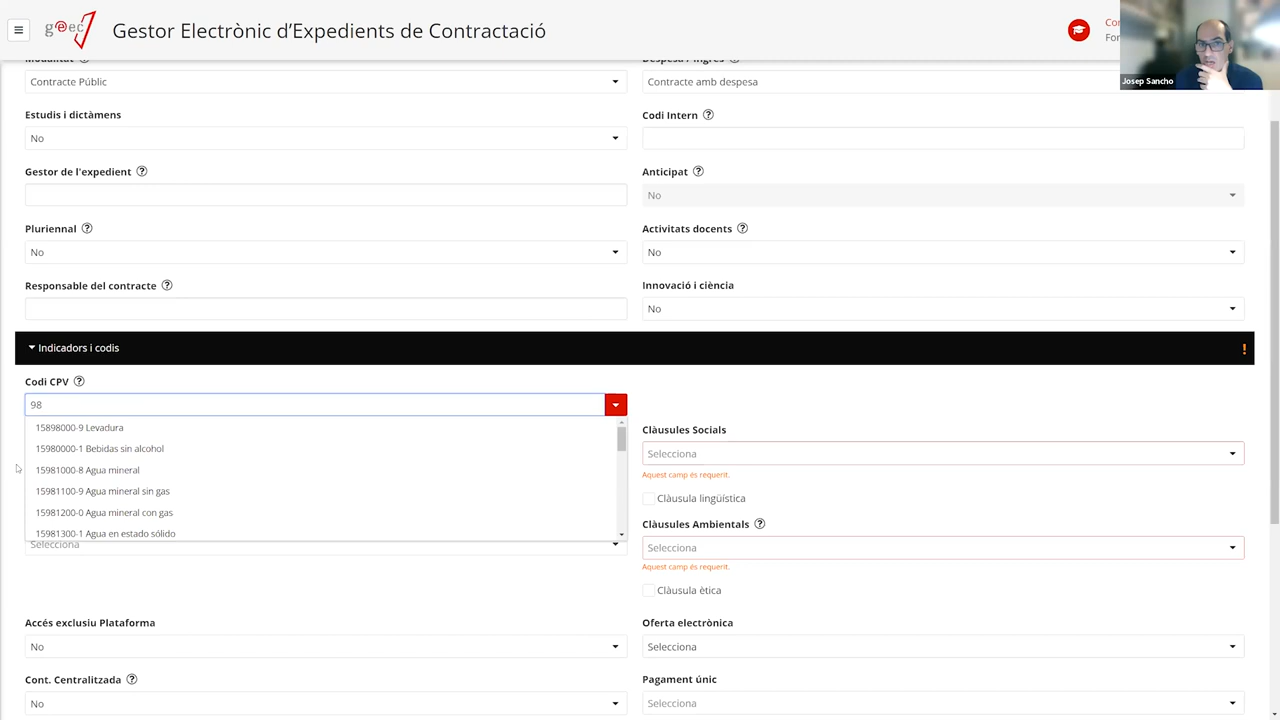 geec
Gestor Electrònic d'Expedients de Contractació
Cor
For
Josep Sancho
Modalitat
Despesa / Ingrés
Contracte Públic
Contracte amb despesa
Estudis i dictàmens
Codi Intern
No
Gestor de l'expedient
Anticipat
No
Pluriennal
Activitats docents
No
No
Responsable del contracte
Innovació i ciència
No
Indicadors i codis
!
Codi CPV
98
15898000-9 Levadura
15980000-1 Bebidas sin alcohol
15981000-8 Agua mineral
15981100-9 Agua mineral sin gas
15981200-0 Agua mineral con gas
15981300-1 Agua en estado sólido
Selecciona
Clàusules Socials
Selecciona
Aquest camp és requerit.
Clàusula lingüística
Clàusules Ambientals
Selecciona
Aquest camp és requerit.
Clàusula ètica
Accés exclusiu Plataforma
Oferta electrònica
No
Selecciona
Cont. Centralitzada
Pagament únic
No
Selecciona